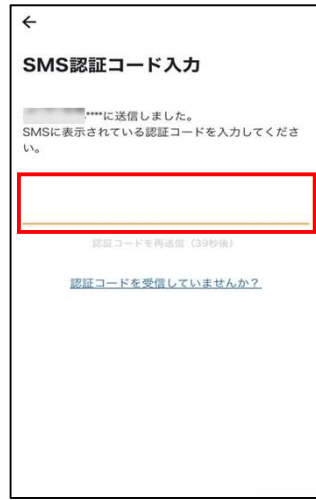 SMS認証コード入力
****に送信しました。
SMSに表示されている認証コードを入力してくださ
い。
認証コードを再送信（39秒後）
認証コードを受信していませんか？